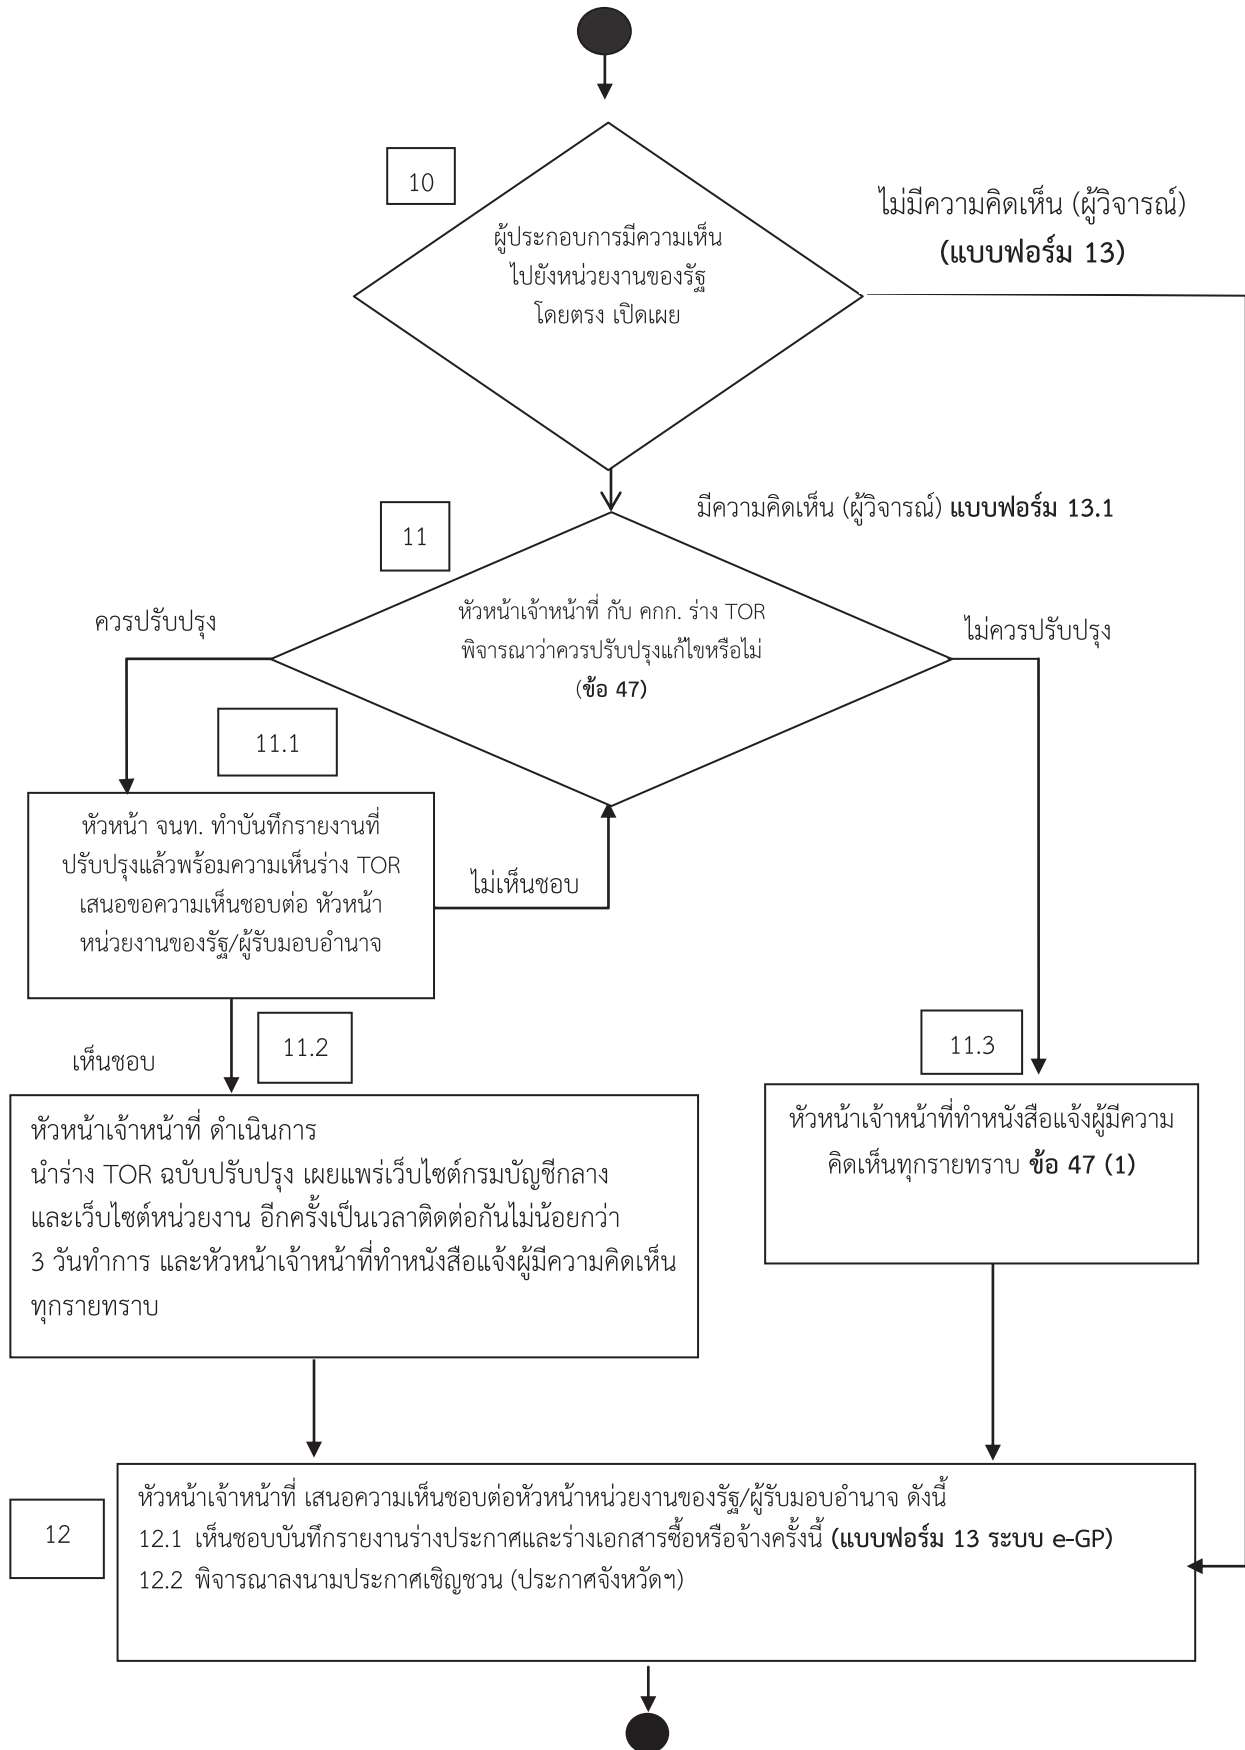 10
ผู้ประกอบการมีความเห็น
ไปยังหน่วยงานของรัฐ
โดยตรง เปิดเผย
ไม่มีความคิดเห็น (ผู้วิจารณ์)
(แบบฟอร์ม 13)
มีความคิดเห็น (ผู้วิจารณ์) แบบฟอร์ม 13.1
11
หัวหน้าเจ้าหน้าที่ กับ คกก. ร่าง TOR
พิจารณาว่าควรปรับปรุงแก้ไขหรือไม่
(ข้อ 47)
ควรปรับปรุง
ไม่ควรปรับปรุง
11.1
หัวหน้า จนท. ทำบันทึกรายงานที่
ปรับปรุงแล้วพร้อมความเห็นร่าง TOR
เสนอขอความเห็นชอบต่อ หัวหน้า
หน่วยงานของรัฐ/ผู้รับมอบอำนาจ
ไม่เห็นชอบ
เห็นชอบ
11.2
หัวหน้าเจ้าหน้าที่ ดำเนินการ
นำร่าง TOR ฉบับปรับปรุง เผยแพร่เว็บไซต์กรมบัญชีกลาง
และเว็บไซต์หน่วยงาน อีกครั้งเป็นเวลาติดต่อกันไม่น้อยกว่า
3 วันทำการ และหัวหน้าเจ้าหน้าที่ทำหนังสือแจ้งผู้มีความคิดเห็น
ทุกรายทราบ
11.3
หัวหน้าเจ้าหน้าที่ทำหนังสือแจ้งผู้มีความ
คิดเห็นทุกรายทราบ ข้อ 47 (1)
12
หัวหน้าเจ้าหน้าที่ เสนอความเห็นชอบต่อหัวหน้าหน่วยงานของรัฐ/ผู้รับมอบอำนาจ ดังนี้
12.1 เห็นชอบบันทึกรายงานร่างประกาศและร่างเอกสารซื้อหรือจ้างครั้งนี้ (แบบฟอร์ม 13 ระบบ e-GP)
12.2 พิจารณาลงนามประกาศเชิญชวน (ประกาศจังหวัดฯ)